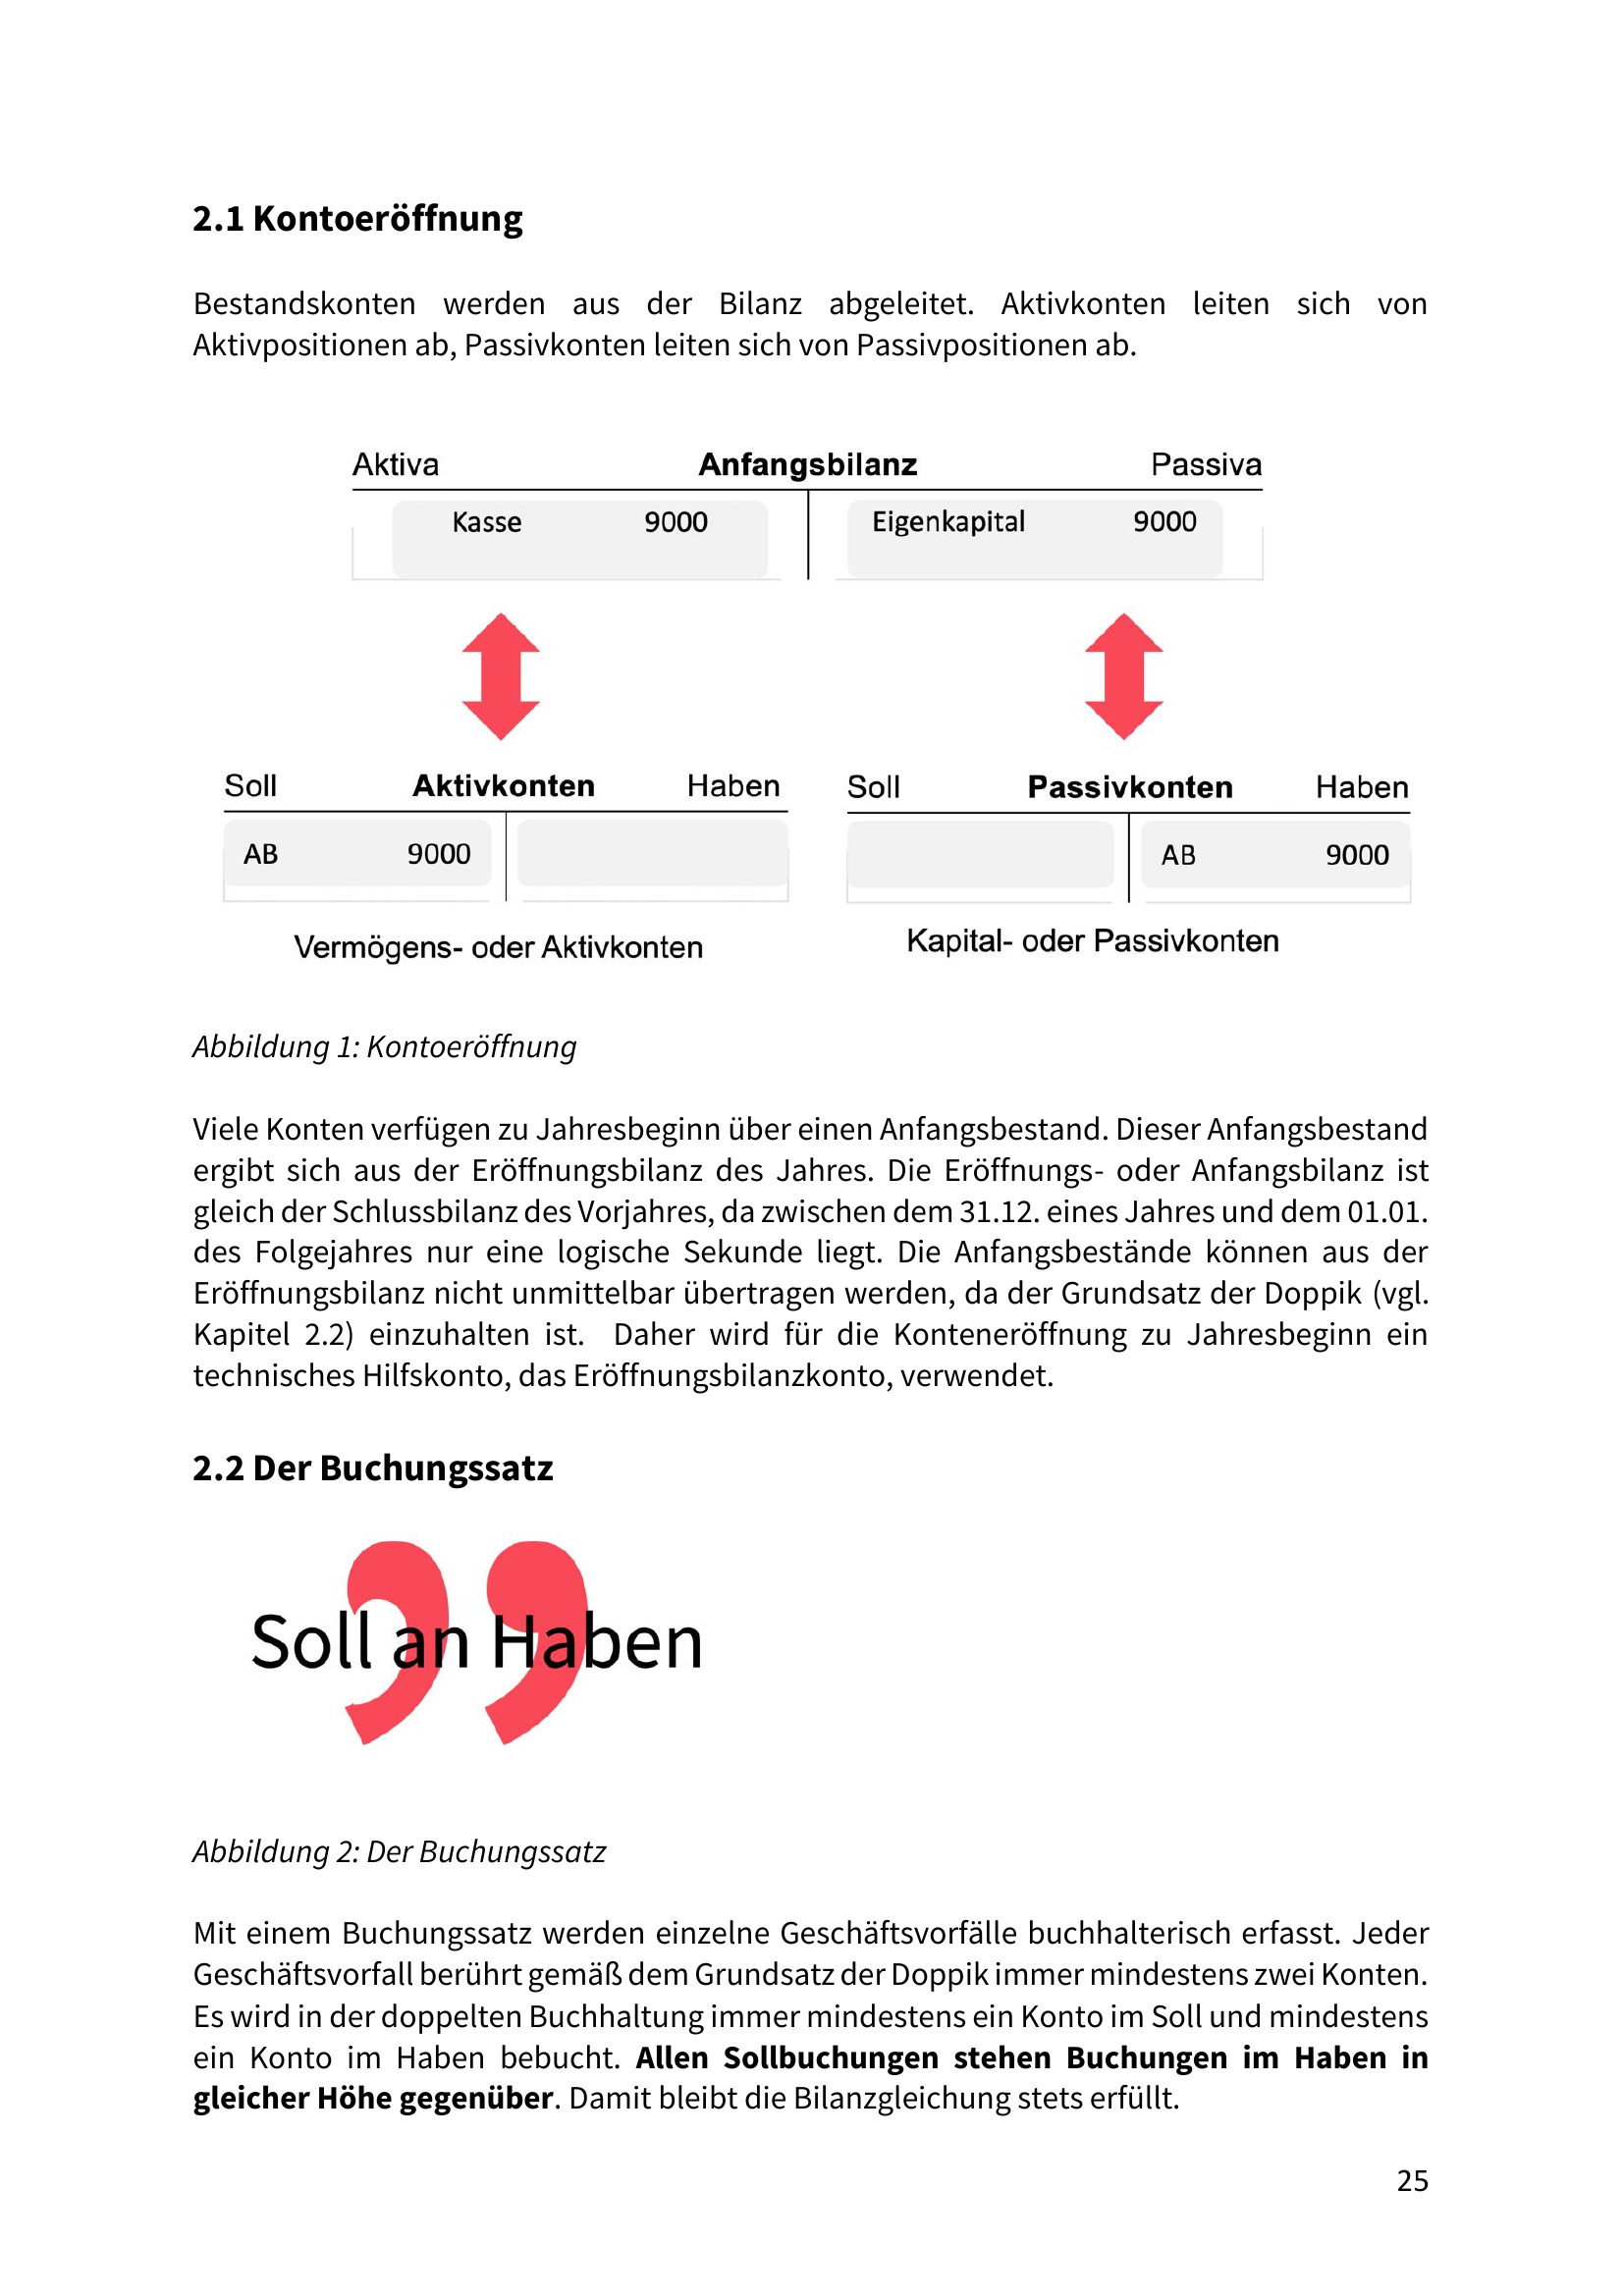 2.1 Kontoeröffnung
Bestandskonten werden aus der Bilanz abgeleitet. Aktivkonten leiten sich von
Aktivpositionen ab, Passivkonten leiten sich von Passivpositionen ab.
Aktiva Anfangsbilanz Passiva
Kasse 9000 Eigenkapital 9000
Soll Aktivkonten Haben Soll Passivkonten Haben
AB 9000 AB 9000
Vermögens- oder Aktivkonten Kapital- oder Passivkonten
Abbildung 1: Kontoeröffnung
Viele Konten verfügen zu Jahresbeginn über einen Anfangsbestand. Dieser Anfangsbestand
ergibt sich aus der Eröffnungsbilanz des Jahres. Die Eröffnungs- oder Anfangsbilanz ist
gleich der Schlussbilanz des Vorjahres, da zwischen dem 31.12. eines Jahres und dem 01.01.
des Folgejahres nur eine logische Sekunde liegt. Die Anfangsbestände können aus der
Eröffnungsbilanz nicht unmittelbar übertragen werden, da der Grundsatz der Doppik (vgl.
Kapitel 2.2) einzuhalten ist. Daher wird für die Konteneröffnung zu Jahresbeginn ein
technisches Hilfskonto, das Eröffnungsbilanzkonto, verwendet.
2.2 Der Buchungssatz
Soll an Haben
Abbildung 2: Der Buchungssatz
Mit einem Buchungssatz werden einzelne Geschäftsvorfälle buchhalterisch erfasst. Jeder
Geschäftsvorfall berührt gemäß dem Grundsatz der Doppik immer mindestens zwei Konten.
Es wird in der doppelten Buchhaltung immer mindestens ein Konto im Soll und mindestens
ein Konto im Haben bebucht. Allen Sollbuchungen stehen Buchungen im Haben in
gleicher Höhe gegenüber. Damit bleibt die Bilanzgleichung stets erfüllt.
25